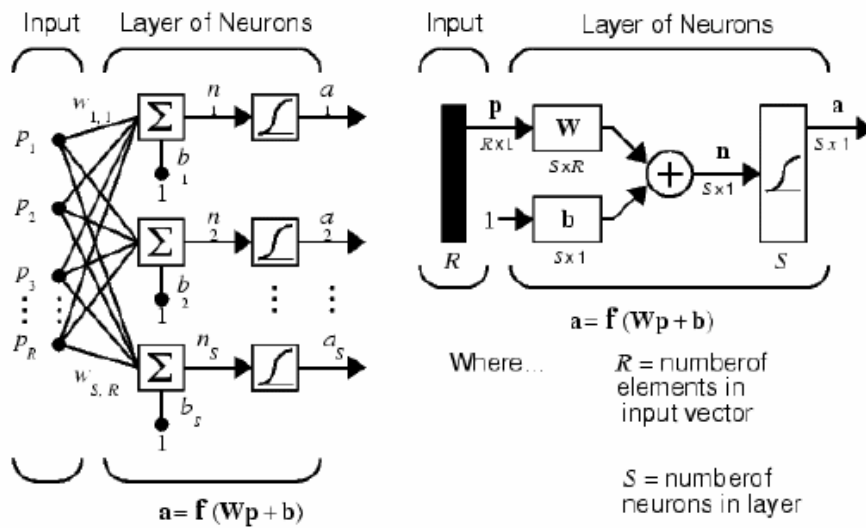 Input
Layer of Neurons
w1,1
n1
a1
p1
Σ
b1
1
p2
n2
a2
Σ
p3
b2
1
pR
nS
aS
wS, R
Σ
bS
1
a = f (Wp + b)
Input
Layer of Neurons
p
W
a
R x 1
n
S x 1
S x R
+
S x 1
1
b
S x 1
R
S
a = f (Wp + b)
Where...
R = numberof
elements in
input vector
S = numberof
neurons in layer